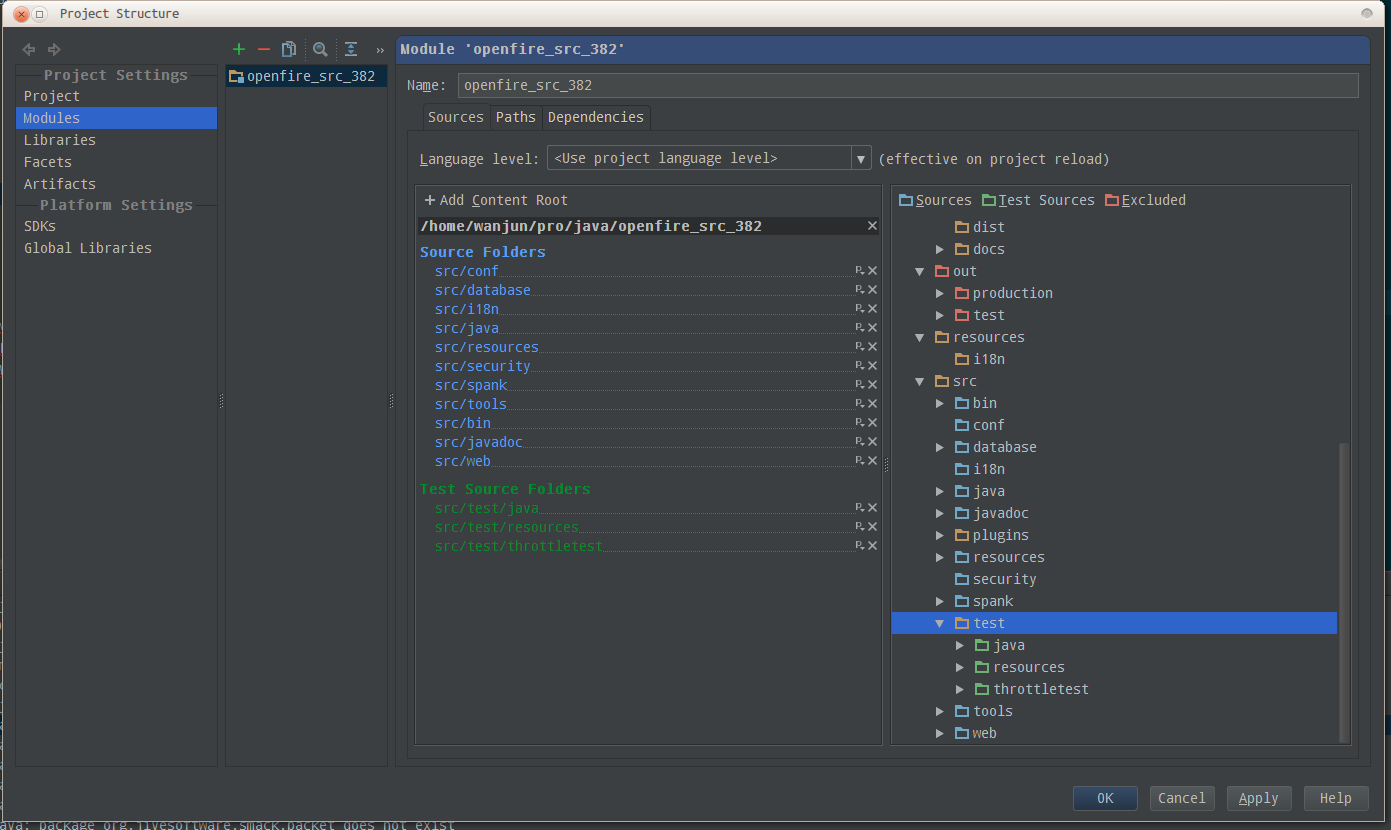 Project Structure
Project Settings
Project
Modules
Libraries
Facets
Artifacts
Platform Settings
SDKs
Global Libraries
»
openfire_src_382
Module 'openfire_src_382'
Name: openfire_src_382
Sources Paths Dependencies
Language level: <Use project language level> (effective on project reload)
+ Add Content Root
/home/wanjun/pro/java/openfire_src_382
Source Folders
src/conf
src/database
src/i18n
src/java
src/resources
src/security
src/spank
src/tools
src/bin
src/javadoc
src/web
Test Source Folders
src/test/java
src/test/resources
src/test/throttletest
Sources Test Sources Excluded
dist
docs
out
production
test
resources
i18n
src
bin
conf
database
i18n
java
javadoc
plugins
resources
security
spank
test
java
resources
throttletest
tools
web
OK Cancel Apply Help
ava: package org.jivesoftware.smack.packet does not exist